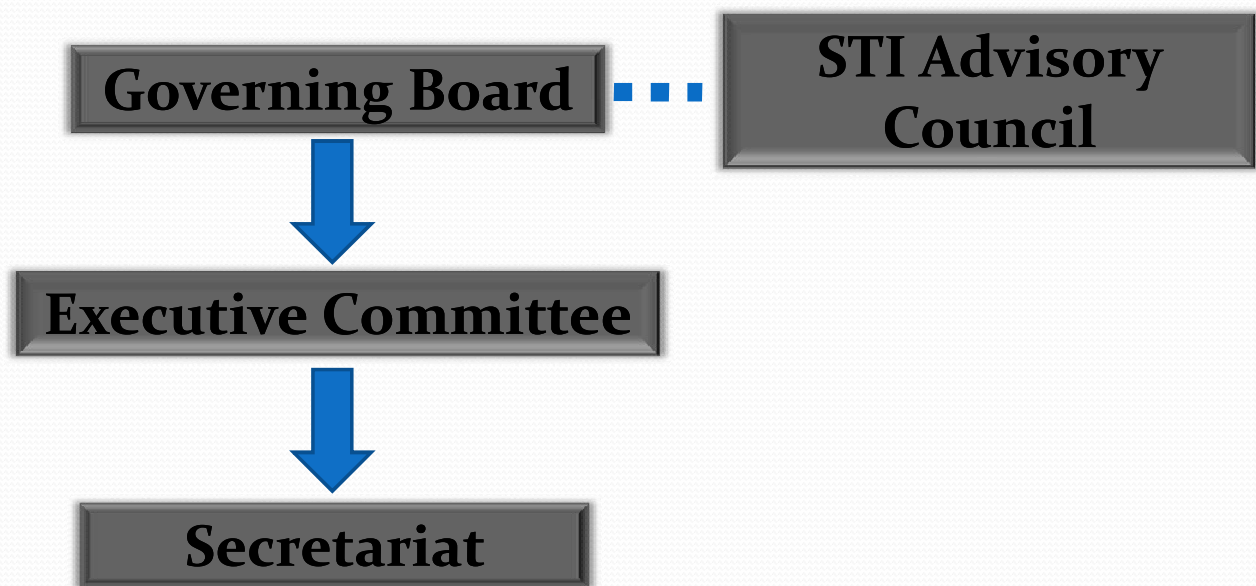 Governing Board
STI Advisory
Council
Executive Committee
Secretariat